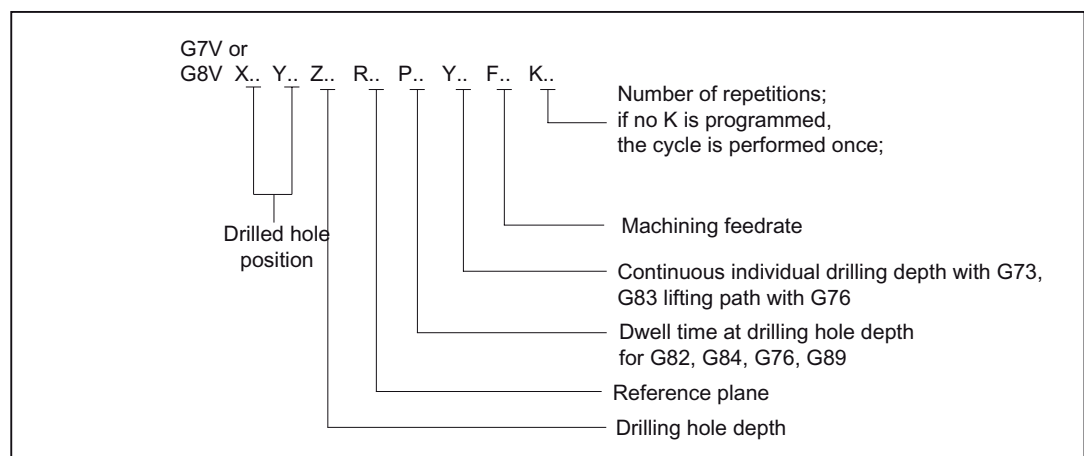 G7V or
G8V X.. Y.. Z.. R.. P.. Y.. F.. K..
Number of repetitions;
if no K is programmed,
the cycle is performed once;
Drilled hole
position
Machining feedrate
Continuous individual drilling depth with G73,
G83 lifting path with G76
Dwell time at drilling hole depth
for G82, G84, G76, G89
Reference plane
Drilling hole depth